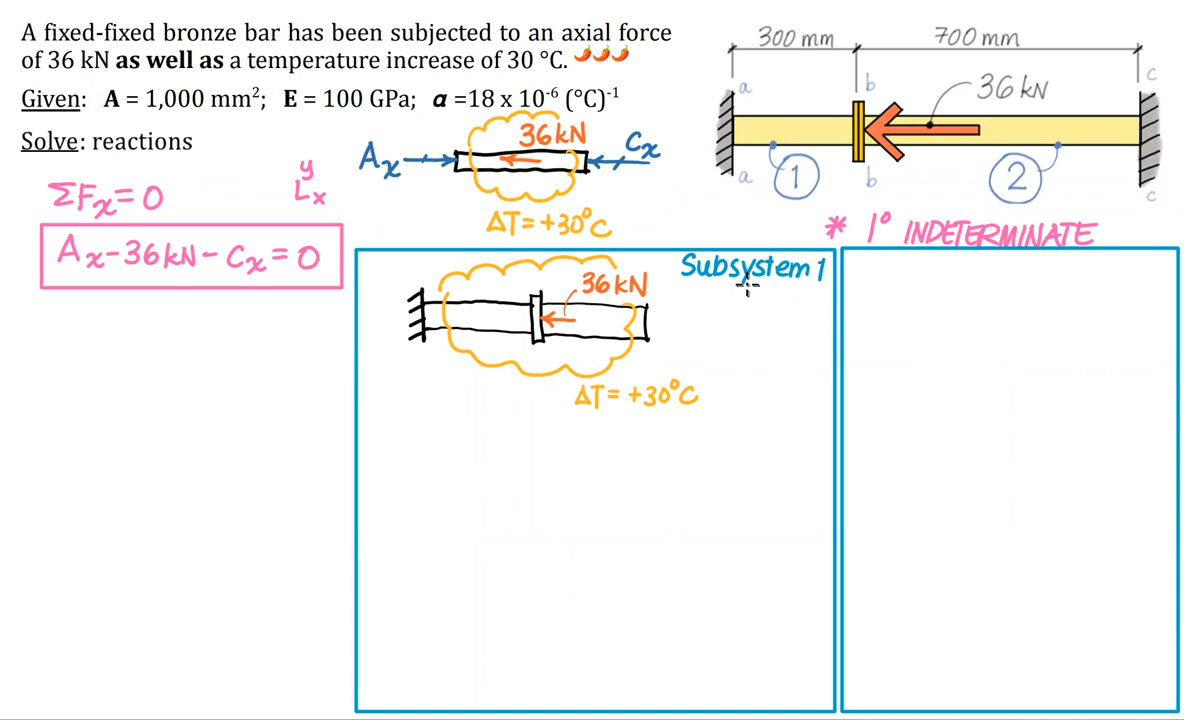 A fixed-fixed bronze bar has been subjected to an axial force
of 36 kN as well as a temperature increase of 30 °C. 🌶🌶🌶
Given: A = 1,000 mm²; E = 100 GPa; α =18 x 10⁻⁶ (°C)⁻¹
Solve: reactions
ΣFx=0
y
x
Ax-36kN-Cx=0
Ax
36kN
Cx
ΔT=+30°C
300 mm
700 mm
a
b
c
36 kN
a
1
b
2
c
* 1° INDETERMINATE
Subsystem 1
36 kN
ΔT= +30°C